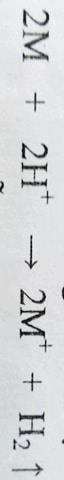 2M + 2H⁺ → 2M⁺ + H₂ ↑